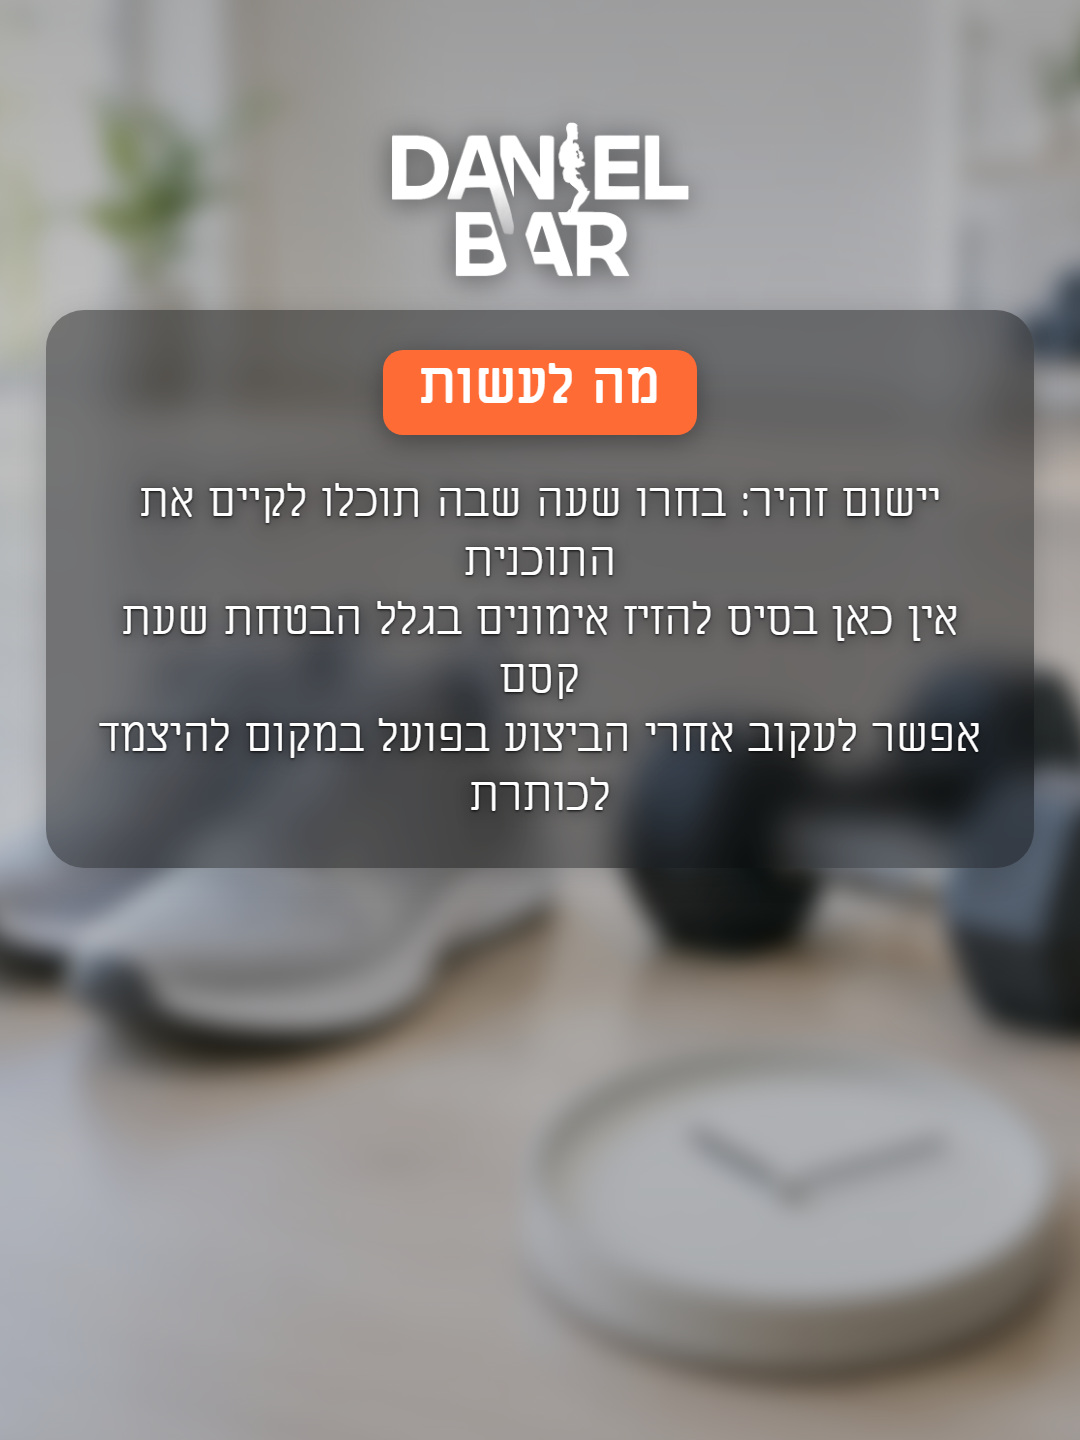 DANIEL
BAR
מה לעשות
יישום זהיר: בחרו שעה שבה תוכלו לקיים את
התוכנית
אין כאן בסיס להזיז אימונים בגלל הבטחת שעת
קסם
אפשר לעקוב אחרי הביצוע בפועל במקום להיצמד
לכותרת